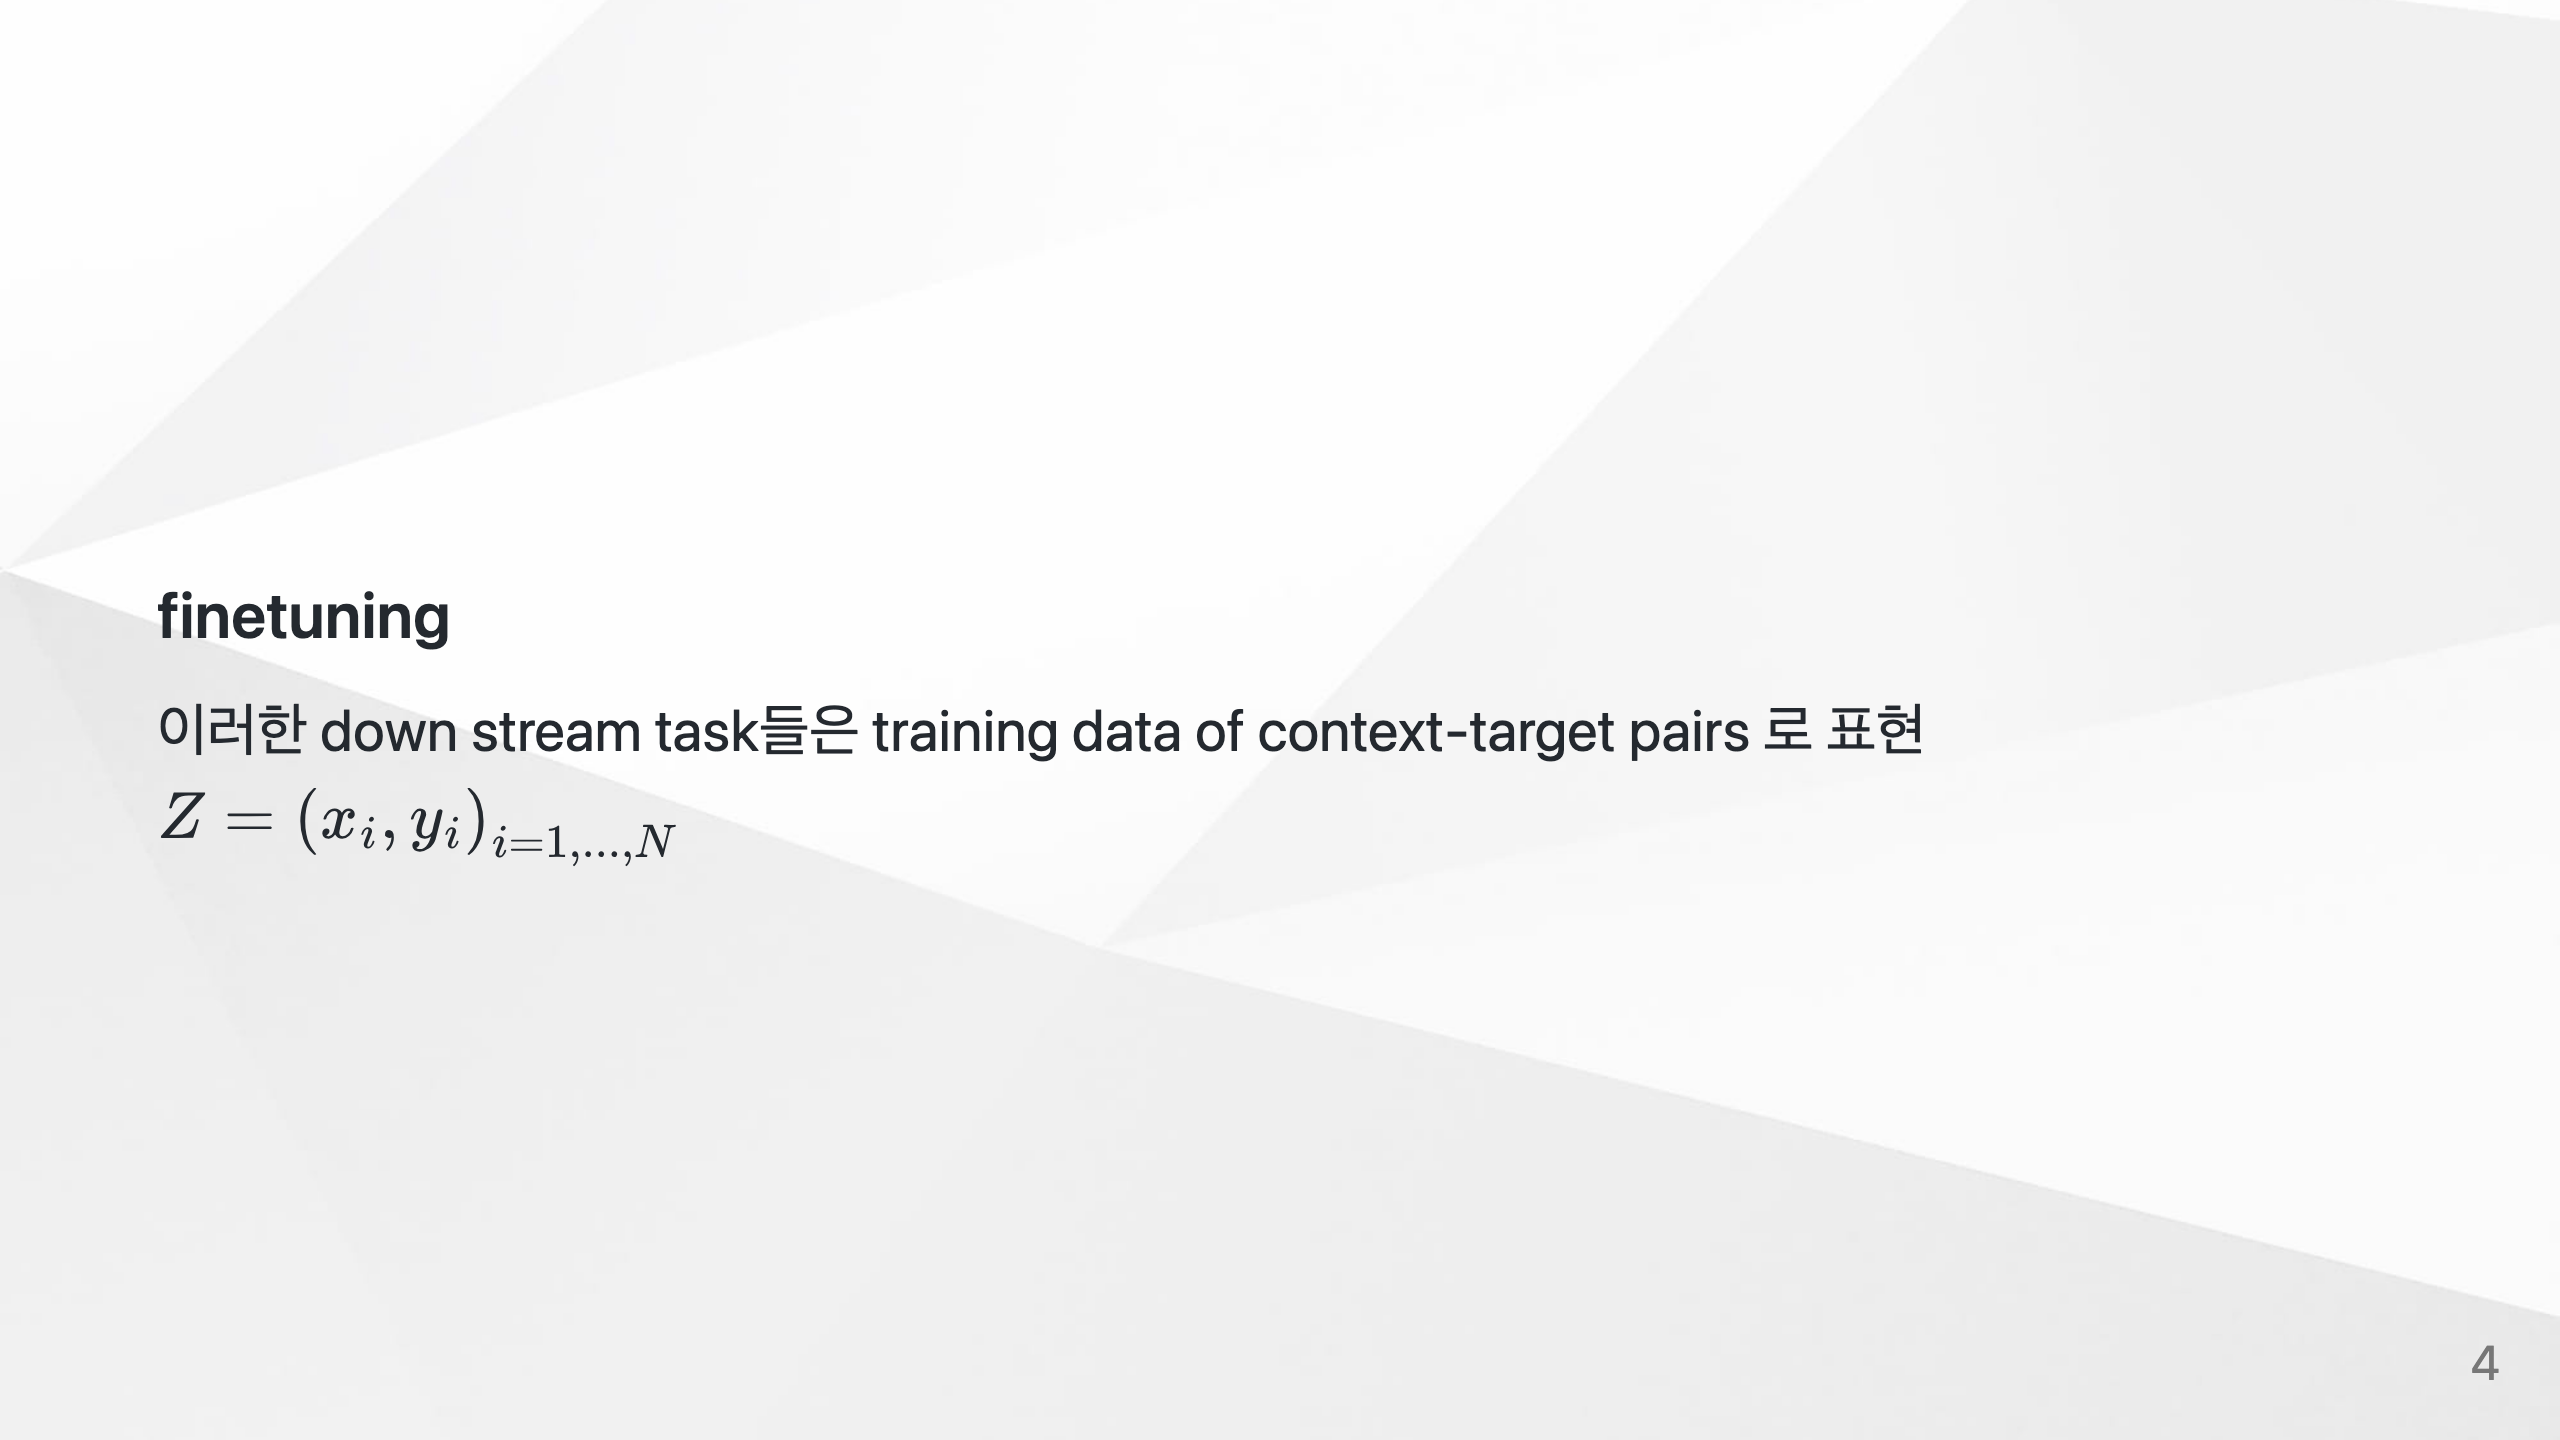 finetuning
이러한 down stream task들은 training data of context-target pairs 로 표현
Z = (x_i, y_i)_{i=1,...,N}
4